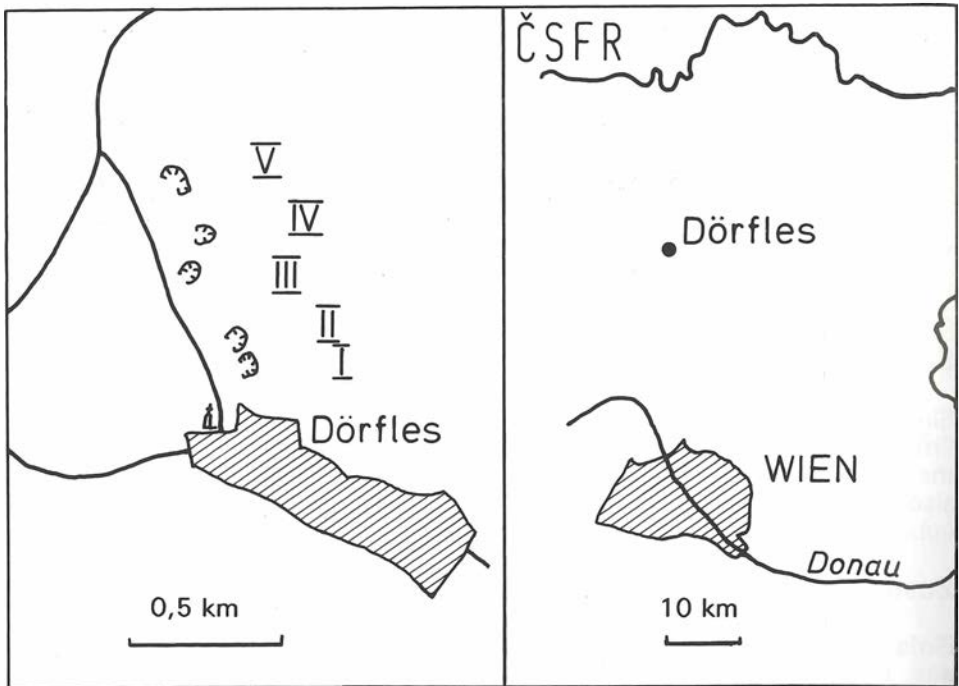 V
IV
III
II
I
Dörfles
0,5 km
ČSFR
Dörfles
WIEN
Donau
10 km